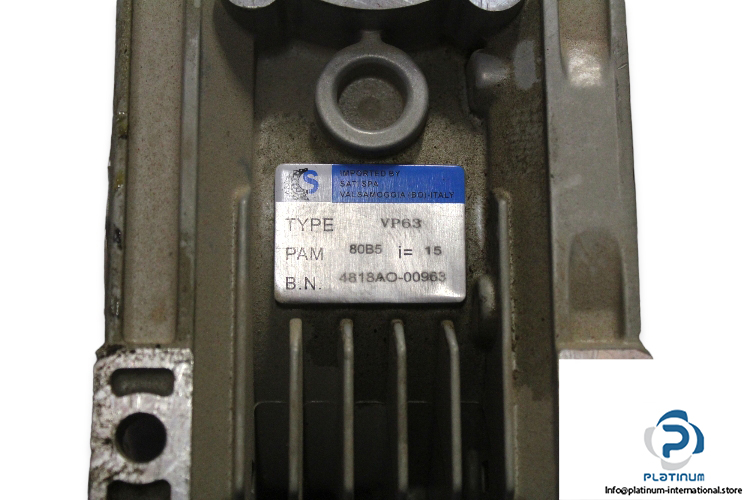 S
IMPORTED BY
SATI SPA
VALSAMOGGIA (BO) ITALY
TYPE VP63
PAM 80B5 i= 15
B.N. 4818AO-00963
PLATINUM
Info@platinum-international.store